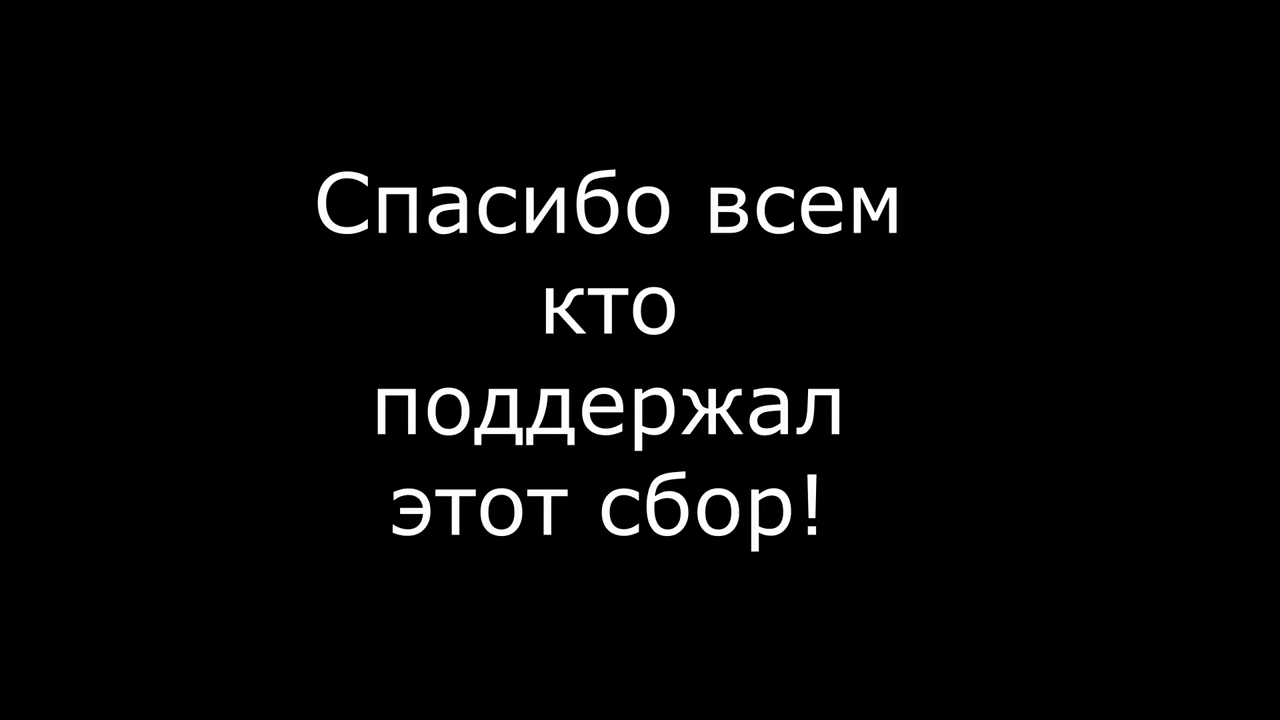 Спасибо всем
кто
поддержал
этот сбор!